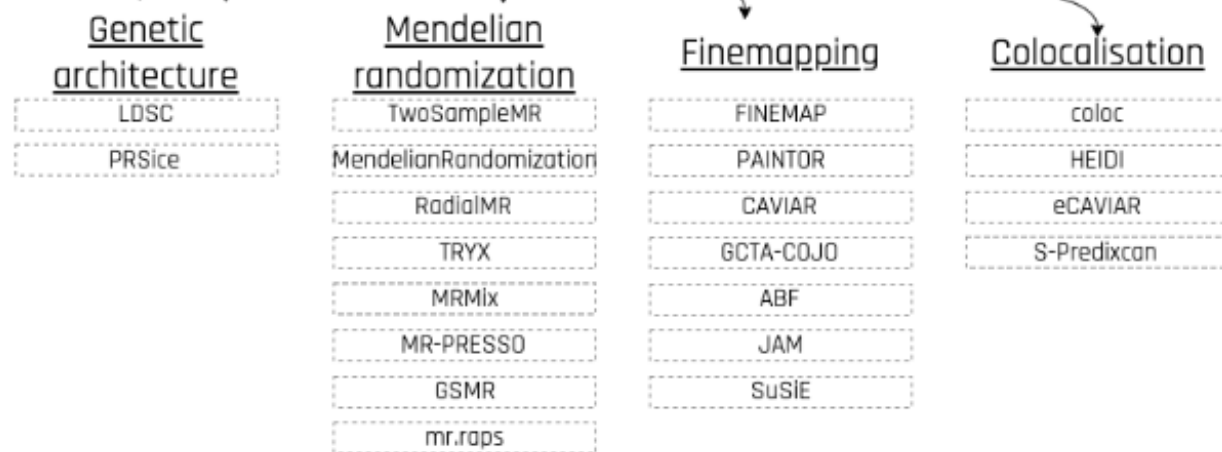 Genetic
architecture
LDSC
PRSice
Mendelian
randomization
TwoSampleMR
MendelianRandomization
RadialMR
TRYX
MRMix
MR-PRESSO
GSMR
mr.raps
Finemapping
FINEMAP
PAINTOR
CAVIAR
GCTA-COJO
ABF
JAM
SuSiE
Colocalisation
coloc
HEIDI
eCAVIAR
S-Predixcan